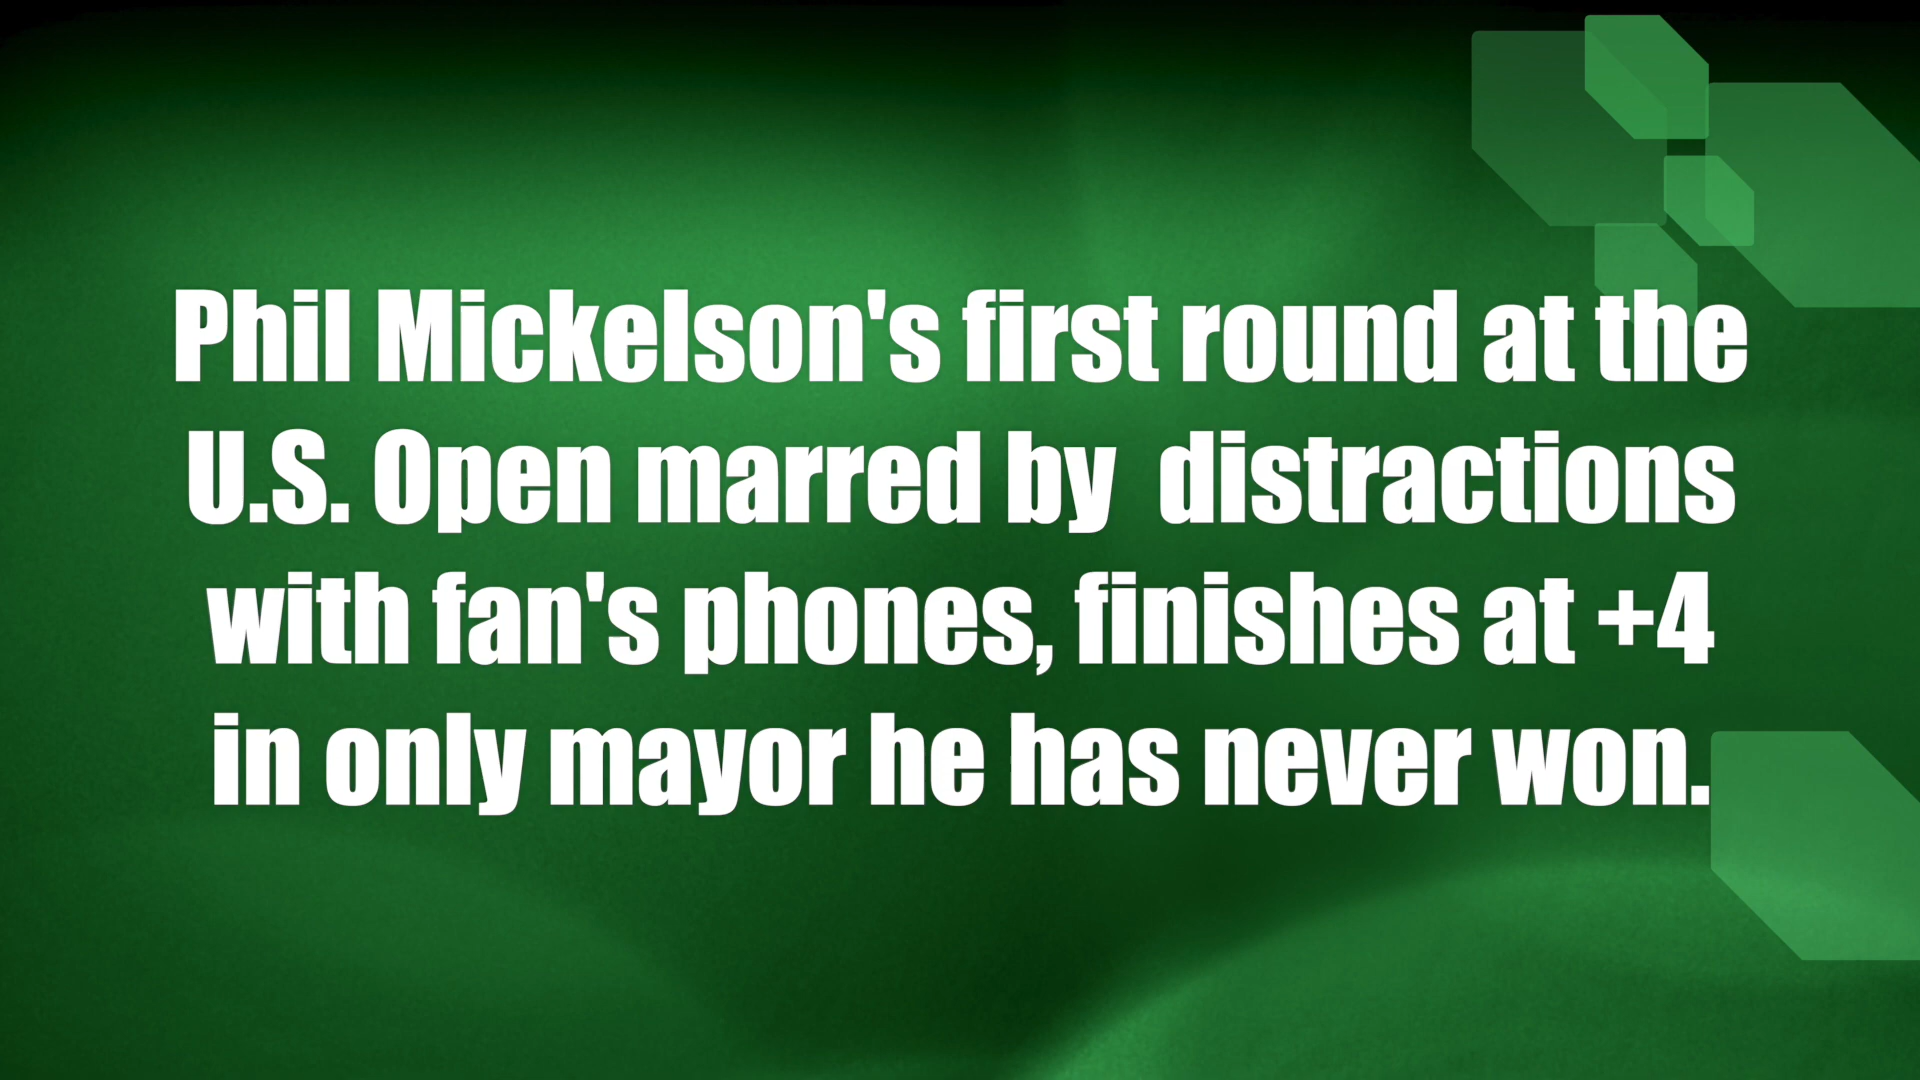 Phil Mickelson's first round at the
U.S. Open marred by  distractions
with fan's phones, finishes at +4
in only mayor he has never won.